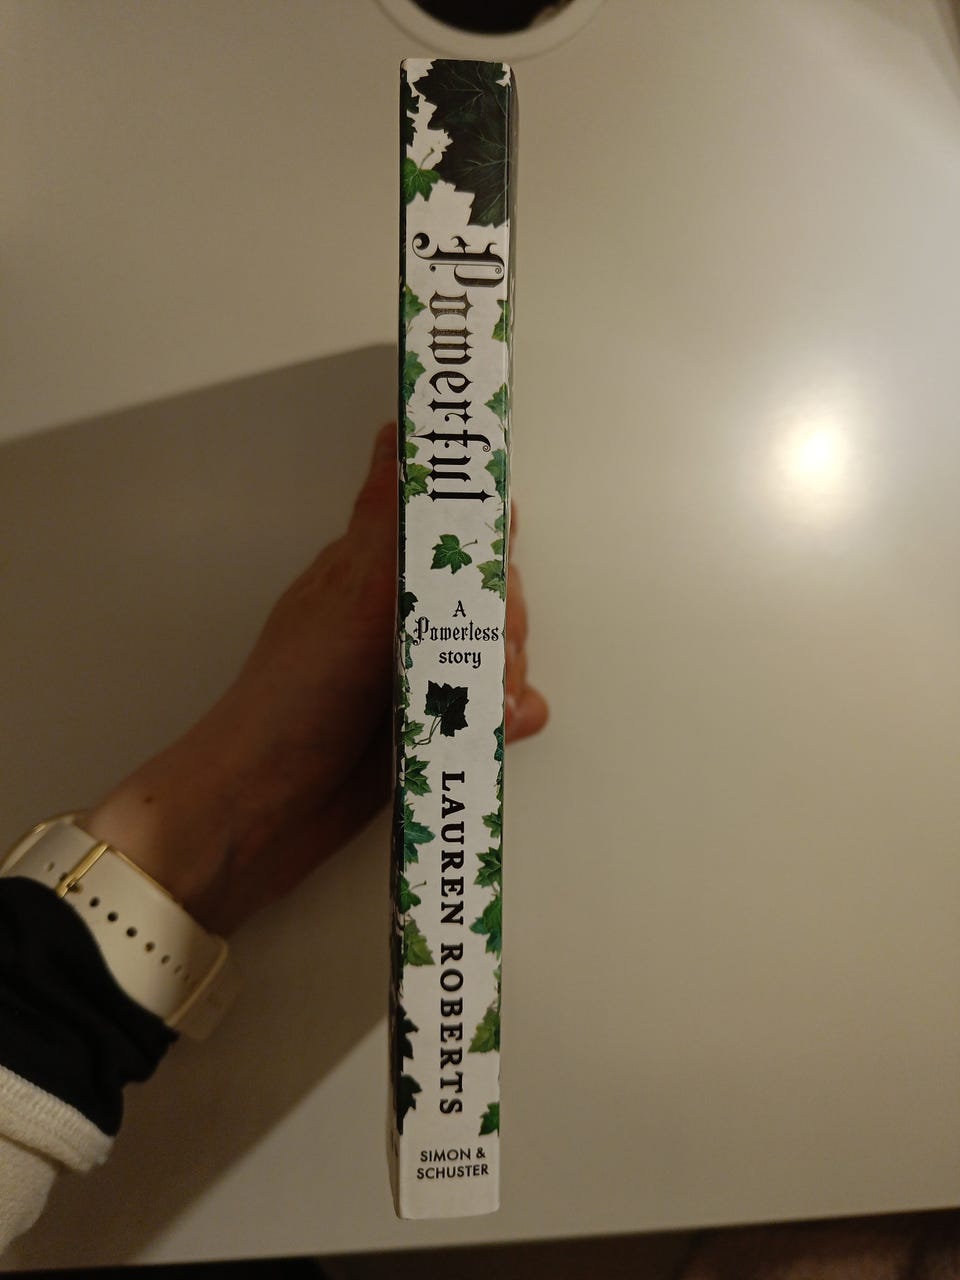 Powerful
A
Powerless
story
LAUREN ROBERTS
SIMON &
SCHUSTER